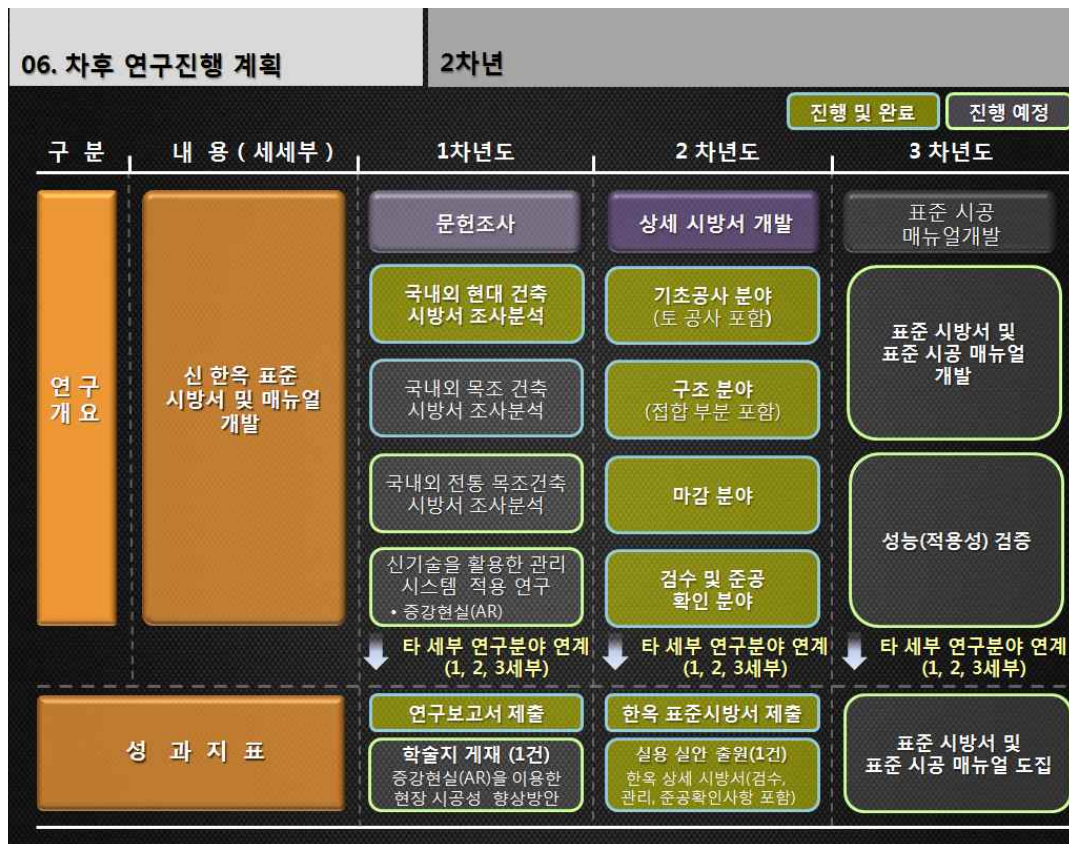 06. 차후 연구진행 계획
2차년
진행 및 완료
진행 예정
구 분
내 용 ( 세세부 )
1차년도
2 차년도
3 차년도
연 구
개 요
신 한옥 표준
시방서 및 매뉴얼
개발
문헌조사
국내외 현대 건축
시방서 조사분석
국내외 목조 건축
시방서 조사분석
국내외 전통 목조건축
시방서 조사분석
신기술을 활용한 관리
시스템 적용 연구
• 증강현실(AR)
타 세부 연구분야 연계
(1, 2, 3세부)
상세 시방서 개발
기초공사 분야
(토 공사 포함)
구조 분야
(접합 부분 포함)
마감 분야
검수 및 준공
확인 분야
타 세부 연구분야 연계
(1, 2, 3세부)
표준 시공
매뉴얼개발
표준 시방서 및
표준 시공 매뉴얼
개발
성능(적용성) 검증
타 세부 연구분야 연계
(1, 2, 3세부)
성 과 지 표
연구보고서 제출
학술지 게재 (1건)
증강현실(AR)을 이용한
현장 시공성 향상방안
한옥 표준시방서 제출
실용 실안 출원(1건)
한옥 상세 시방서(검수,
관리, 준공확인사항 포함)
표준 시방서 및
표준 시공 매뉴얼 도집